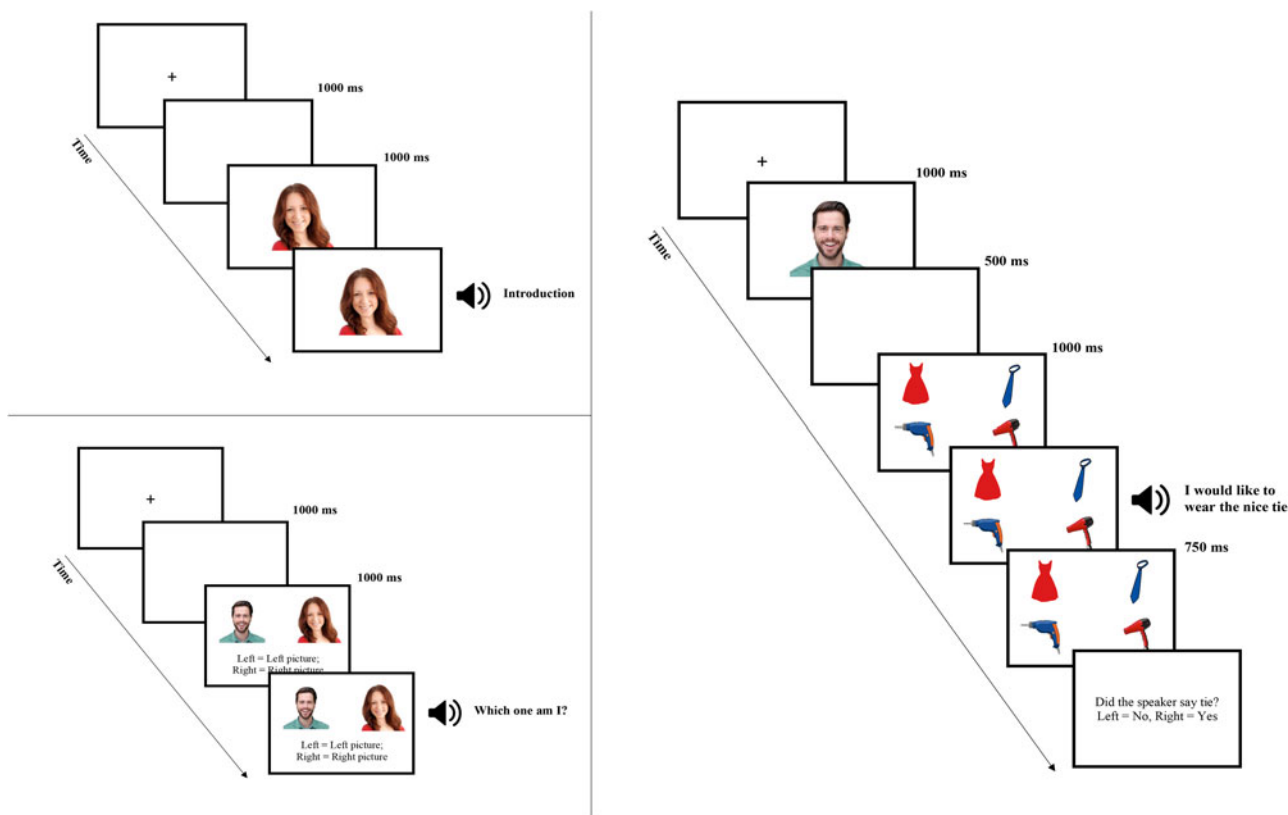 +
1000 ms
1000 ms
Time
Introduction
+
1000 ms
1000 ms
Time
Left = Left picture;
Right = Right picture
Left = Left picture;
Right = Right picture
Which one am I?
+
1000 ms
500 ms
1000 ms
Time
I would like to
wear the nice tie
750 ms
Did the speaker say tie?
Left = No, Right = Yes